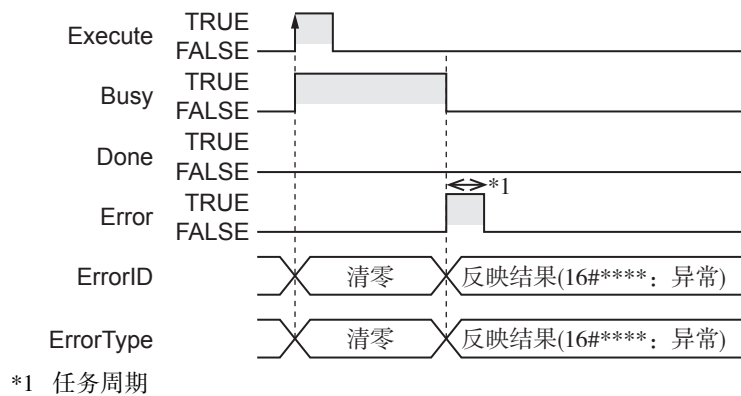 Execute TRUE
FALSE
Busy TRUE
FALSE
Done TRUE
FALSE
*1
Error TRUE
FALSE
ErrorID 清零 反映结果(16#****：异常)
ErrorType 清零 反映结果(16#****：异常)
*1 任务周期